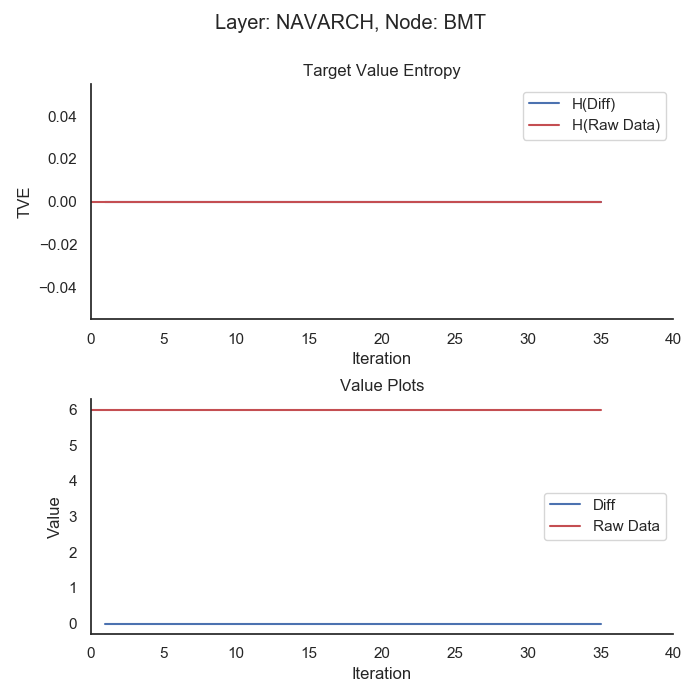 Layer: NAVARCH, Node: BMT
Target Value Entropy
H(Diff)
H(Raw Data)
0.04
0.02
0.00
−0.02
−0.04
TVE
0 5 10 15 20 25 30 35 40
Iteration
Value Plots
6
5
4
3
2
1
0
Value
Diff
Raw Data
0 5 10 15 20 25 30 35 40
Iteration